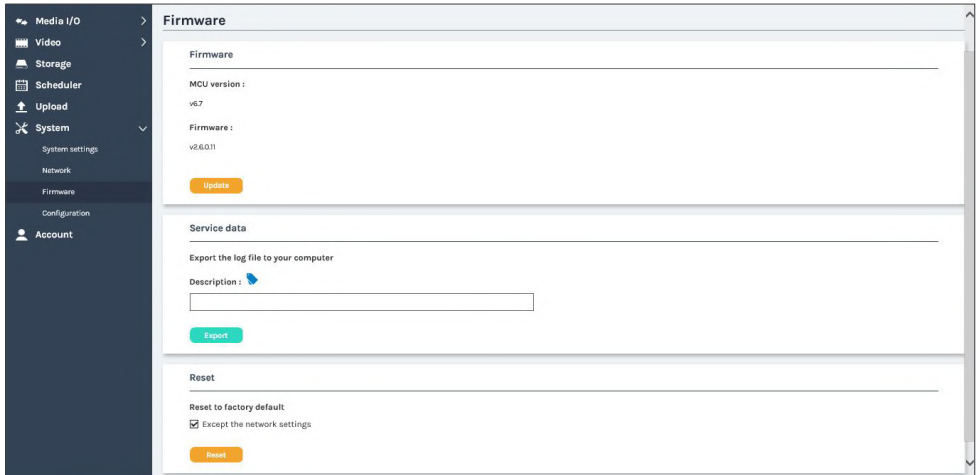 Media I/O
Video
Storage
Scheduler
Upload
System
System settings
Network
Firmware
Configuration
Account
Firmware
Firmware
MCU version :
v6.7
Firmware :
v2.6.0.11
Update
Service data
Export the log file to your computer
Description :
Export
Reset
Reset to factory default
Except the network settings
Reset